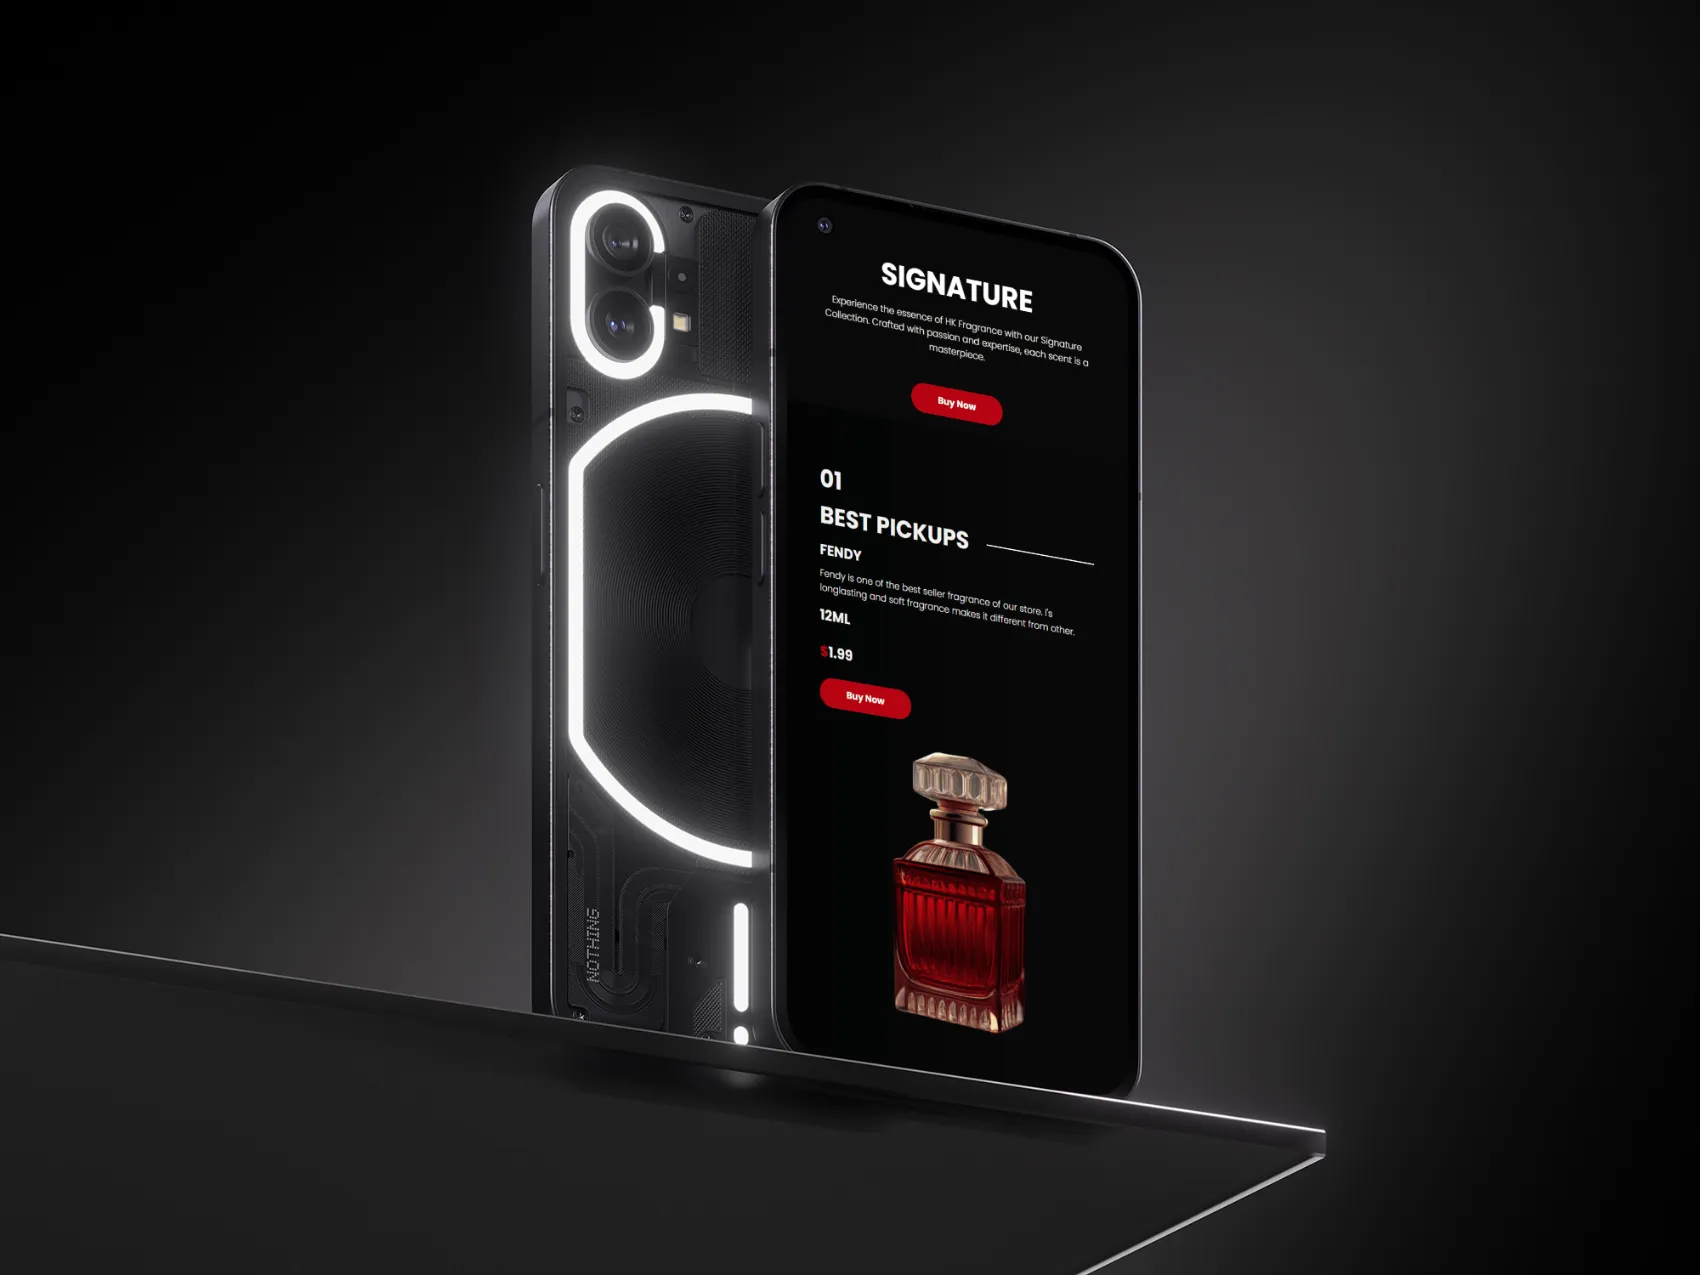 SIGNATURE
Experience the essence of HK Fragrance with our Signature
Collection. Crafted with passion and expertise, each scent is a
masterpiece.
Buy Now
01
BEST PICKUPS
FENDY
Fendy is one of the best seller fragrance of our store. I's
longlasting and soft fragrance makes it different from other.
12ML
$1.99
Buy Now
NOTHING